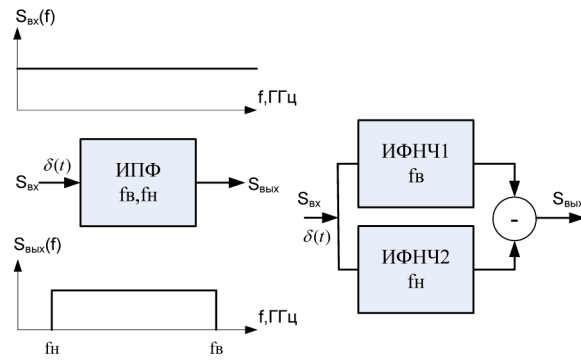 Sвх(f)
f,ГГц
δ(t)
Sвх
ИПФ
fв,fн
Sвых
Sвых(f)
f,ГГц
fн
fв
ИФНЧ1
fв
Sвх
δ(t)
-
Sвых
ИФНЧ2
fн